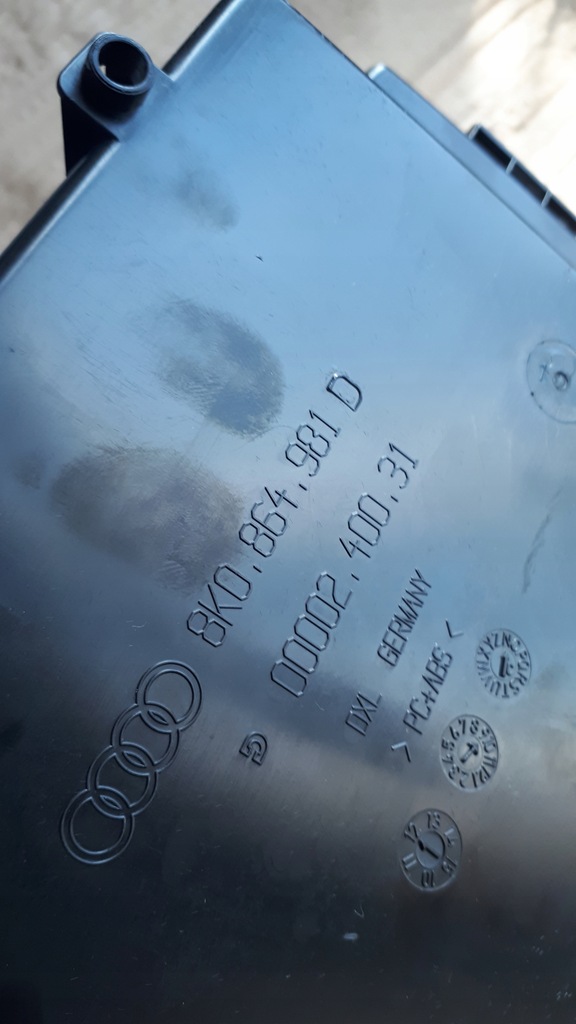 8K0.864.981 D
00002.400.31
DXL GERMANY
> PC+ABS <